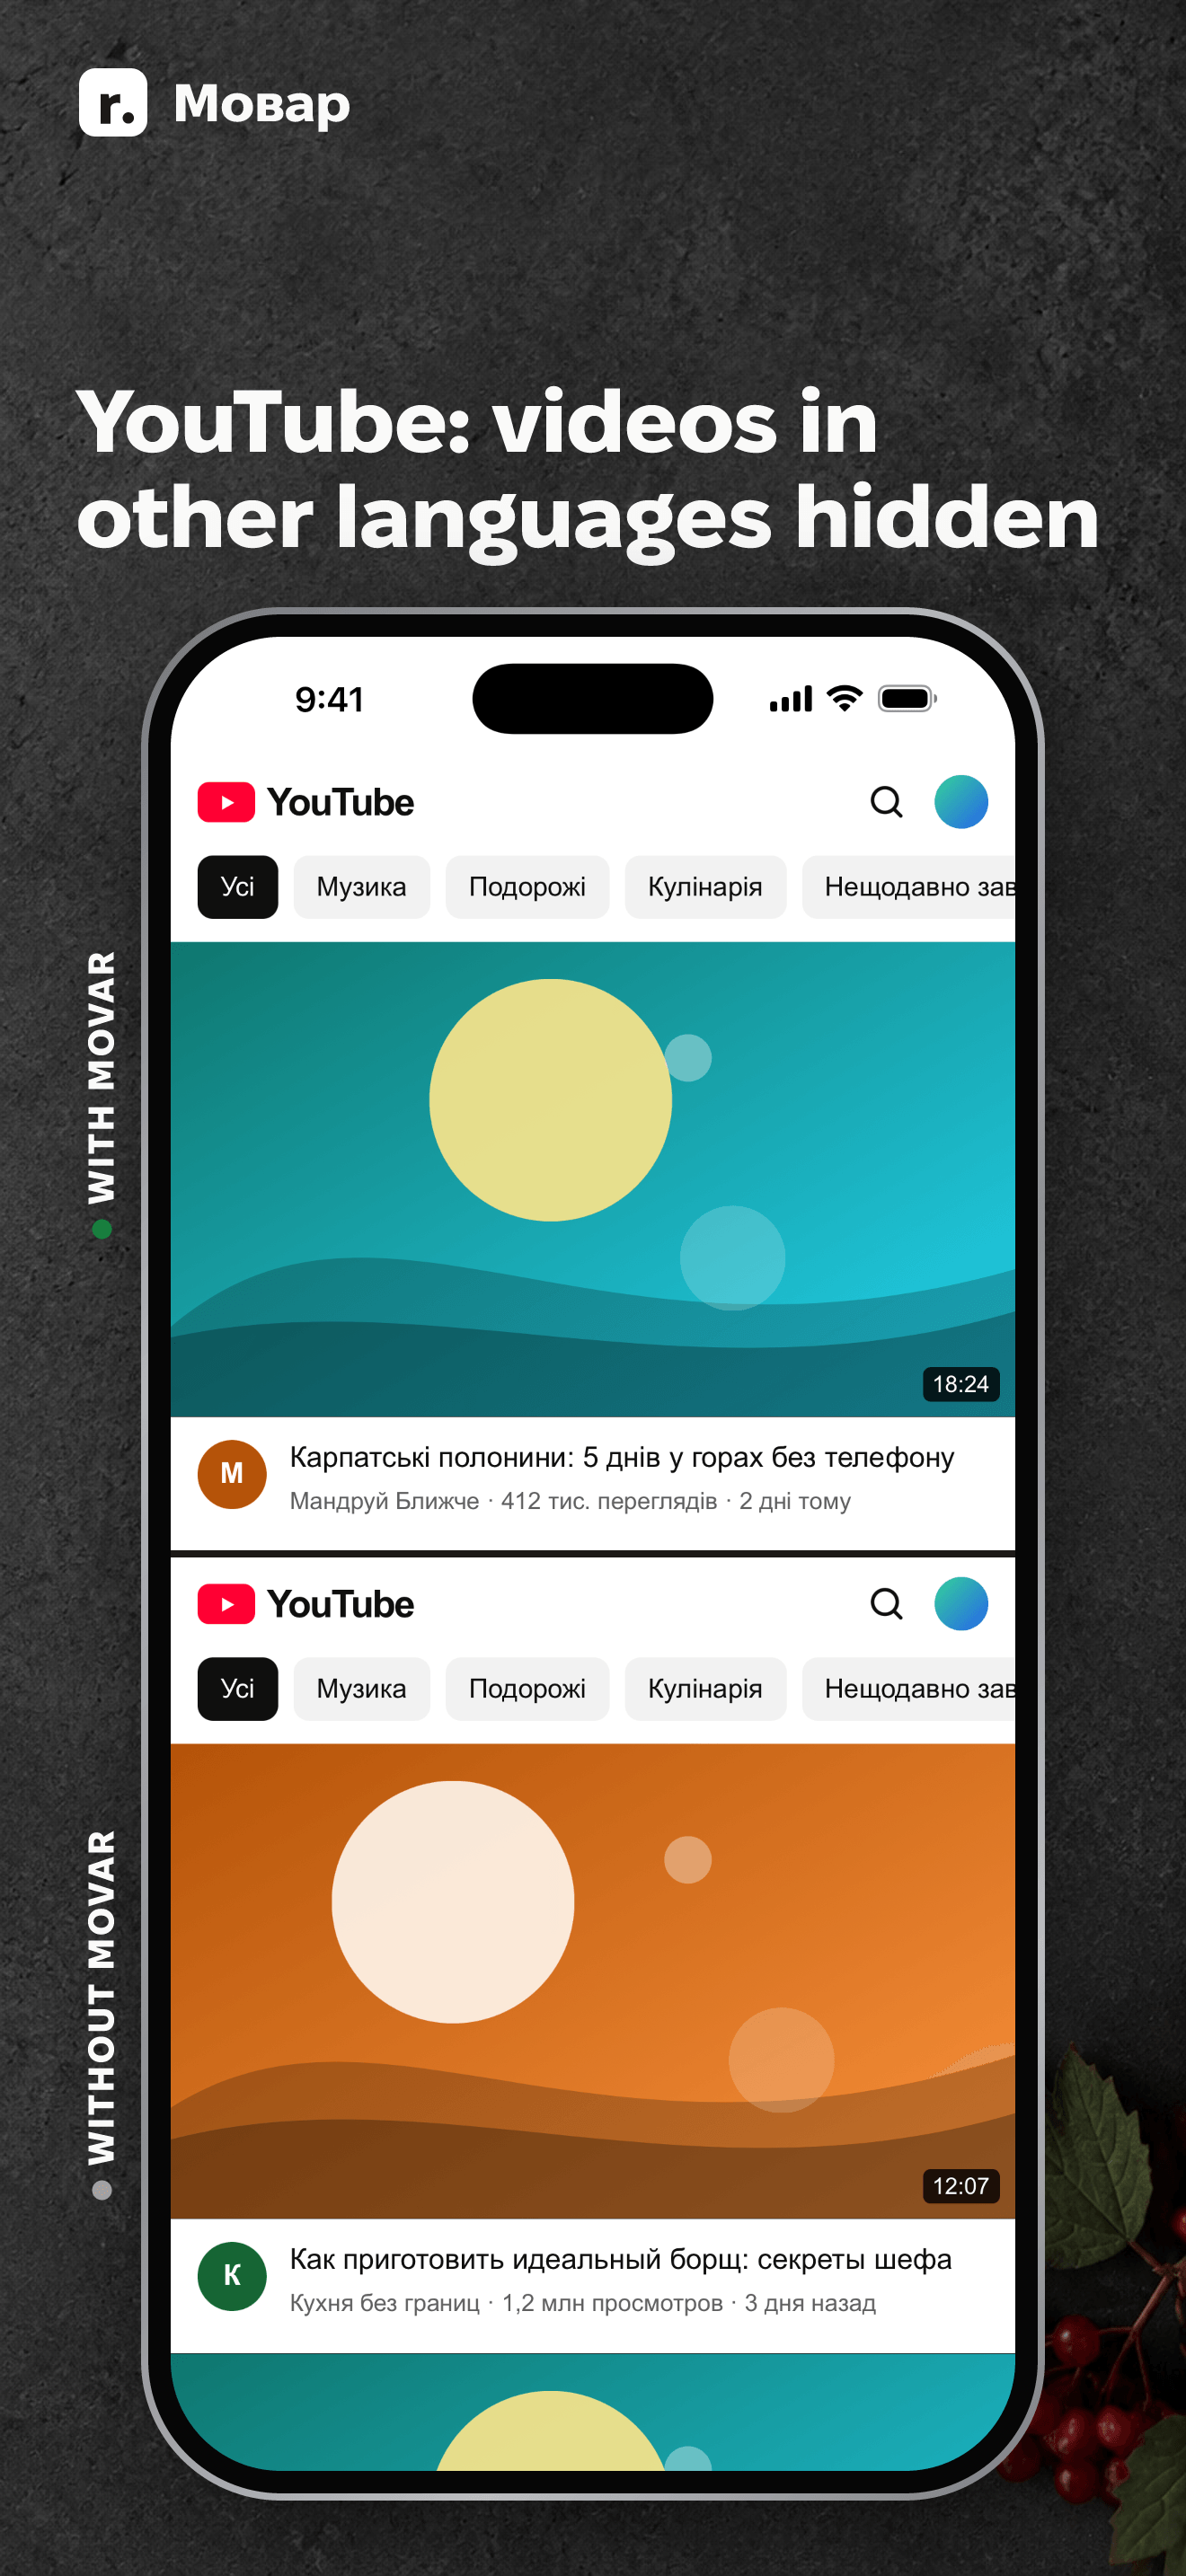 r. Мовар
YouTube: videos in
other languages hidden
9:41
WITH MOVAR
YouTube
Усі Музика Подорожі Кулінарія Нещодавно зав
18:24
М Карпатські полонини: 5 днів у горах без телефону
Мандруй Ближче · 412 тис. переглядів · 2 дні тому
WITHOUT MOVAR
YouTube
Усі Музика Подорожі Кулінарія Нещодавно зав
12:07
К Как приготовить идеальный борщ: секреты шефа
Кухня без границ · 1,2 млн просмотров · 3 дня назад